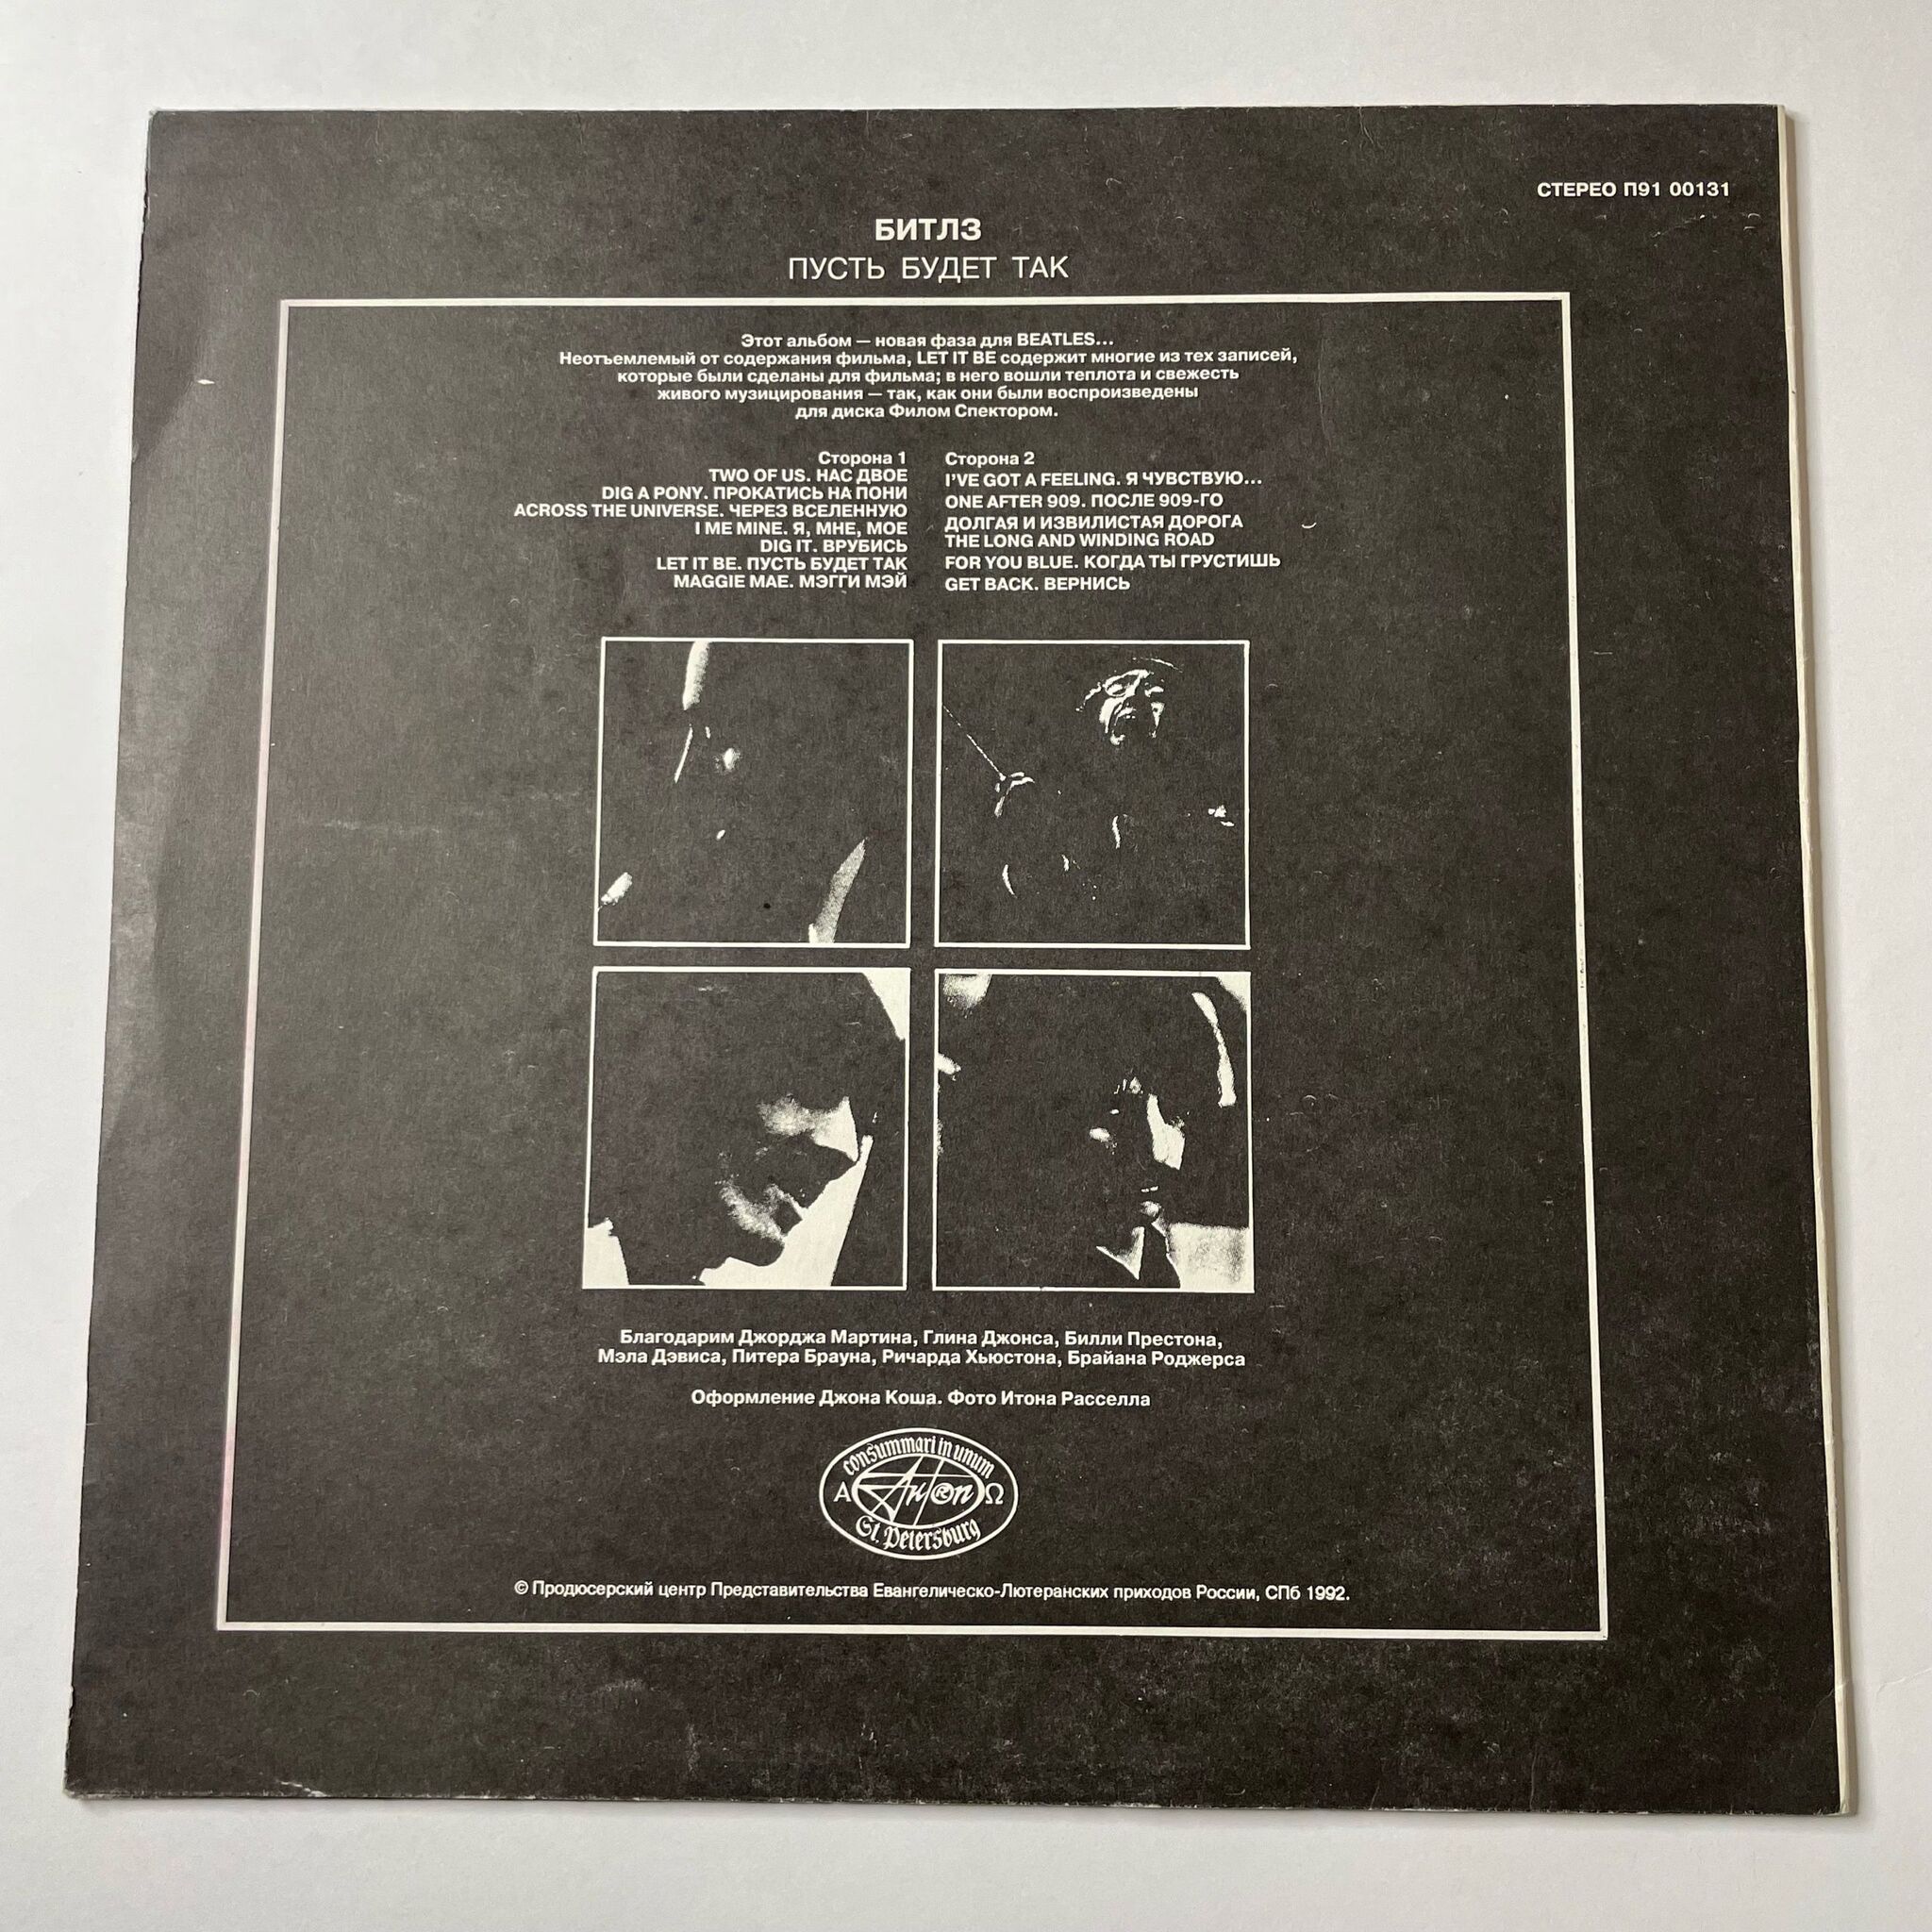 СТЕРЕО П91 00131
БИТЛЗ
ПУСТЬ БУДЕТ ТАК
Этот альбом — новая фаза для BEATLES...
Неотъемлемый от содержания фильма, LET IT BE содержит многие из тех записей,
которые были сделаны для фильма; в него вошли теплота и свежесть
живого музицирования — так, как они были воспроизведены
для диска Филом Спектором.
Сторона 1
TWO OF US. НАС ДВОЕ
DIG A PONY. ПРОКАТИСЬ НА ПОНИ
ACROSS THE UNIVERSE. ЧЕРЕЗ ВСЕЛЕННУЮ
I ME MINE. Я, МНЕ, МОЕ
DIG IT. ВРУБИСЬ
LET IT BE. ПУСТЬ БУДЕТ ТАК
MAGGIE MAE. МЭГГИ МЭЙ
Сторона 2
I'VE GOT A FEELING. Я ЧУВСТВУЮ...
ONE AFTER 909. ПОСЛЕ 909-ГО
ДОЛГАЯ И ИЗВИЛИСТАЯ ДОРОГА
THE LONG AND WINDING ROAD
FOR YOU BLUE. КОГДА ТЫ ГРУСТИШЬ
GET BACK. ВЕРНИСЬ
Благодарим Джорджа Мартина, Глина Джонса, Билли Престона,
Мэла Дэвиса, Питера Брауна, Ричарда Хьюстона, Брайана Роджерса
Оформление Джона Коша. Фото Итона Расселла
consummari in unum
Α Ω
St. Petersburg
© Продюсерский центр Представительства Евангелическо-Лютеранских приходов России, СПб 1992.